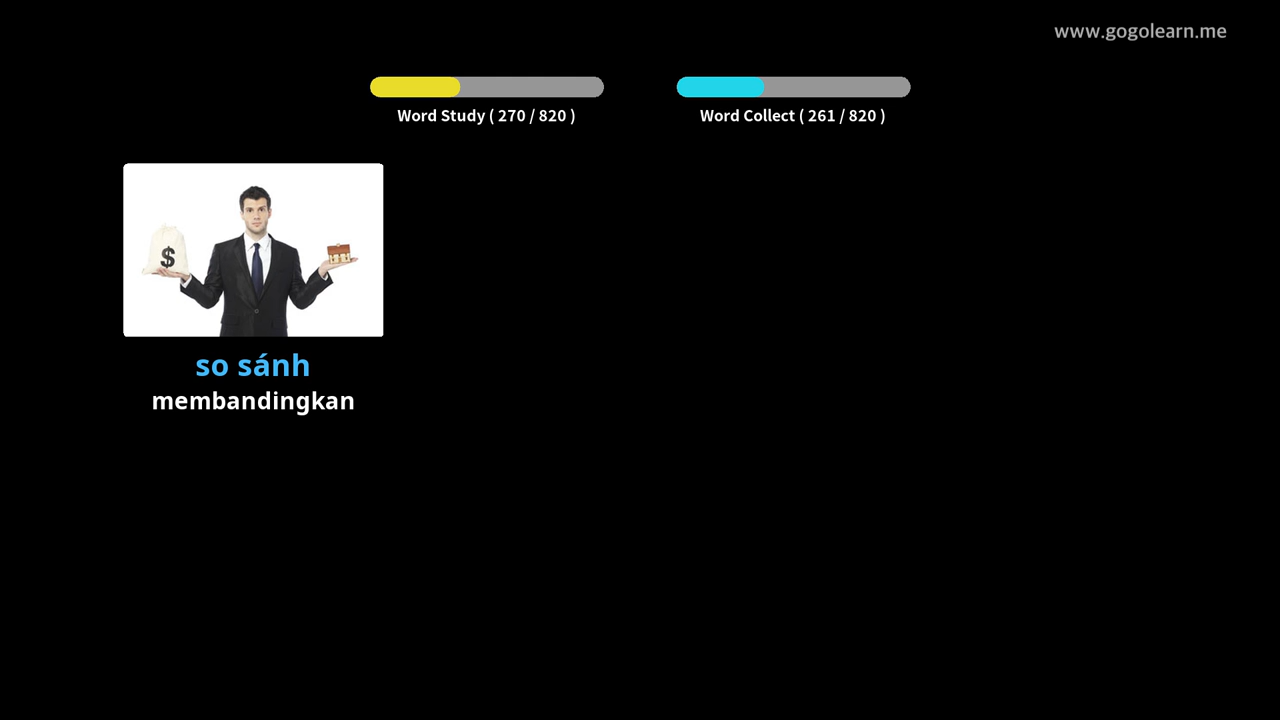 www.gogolearn.me
Word Study ( 270 / 820 )
Word Collect ( 261 / 820 )
$
so sánh
membandingkan